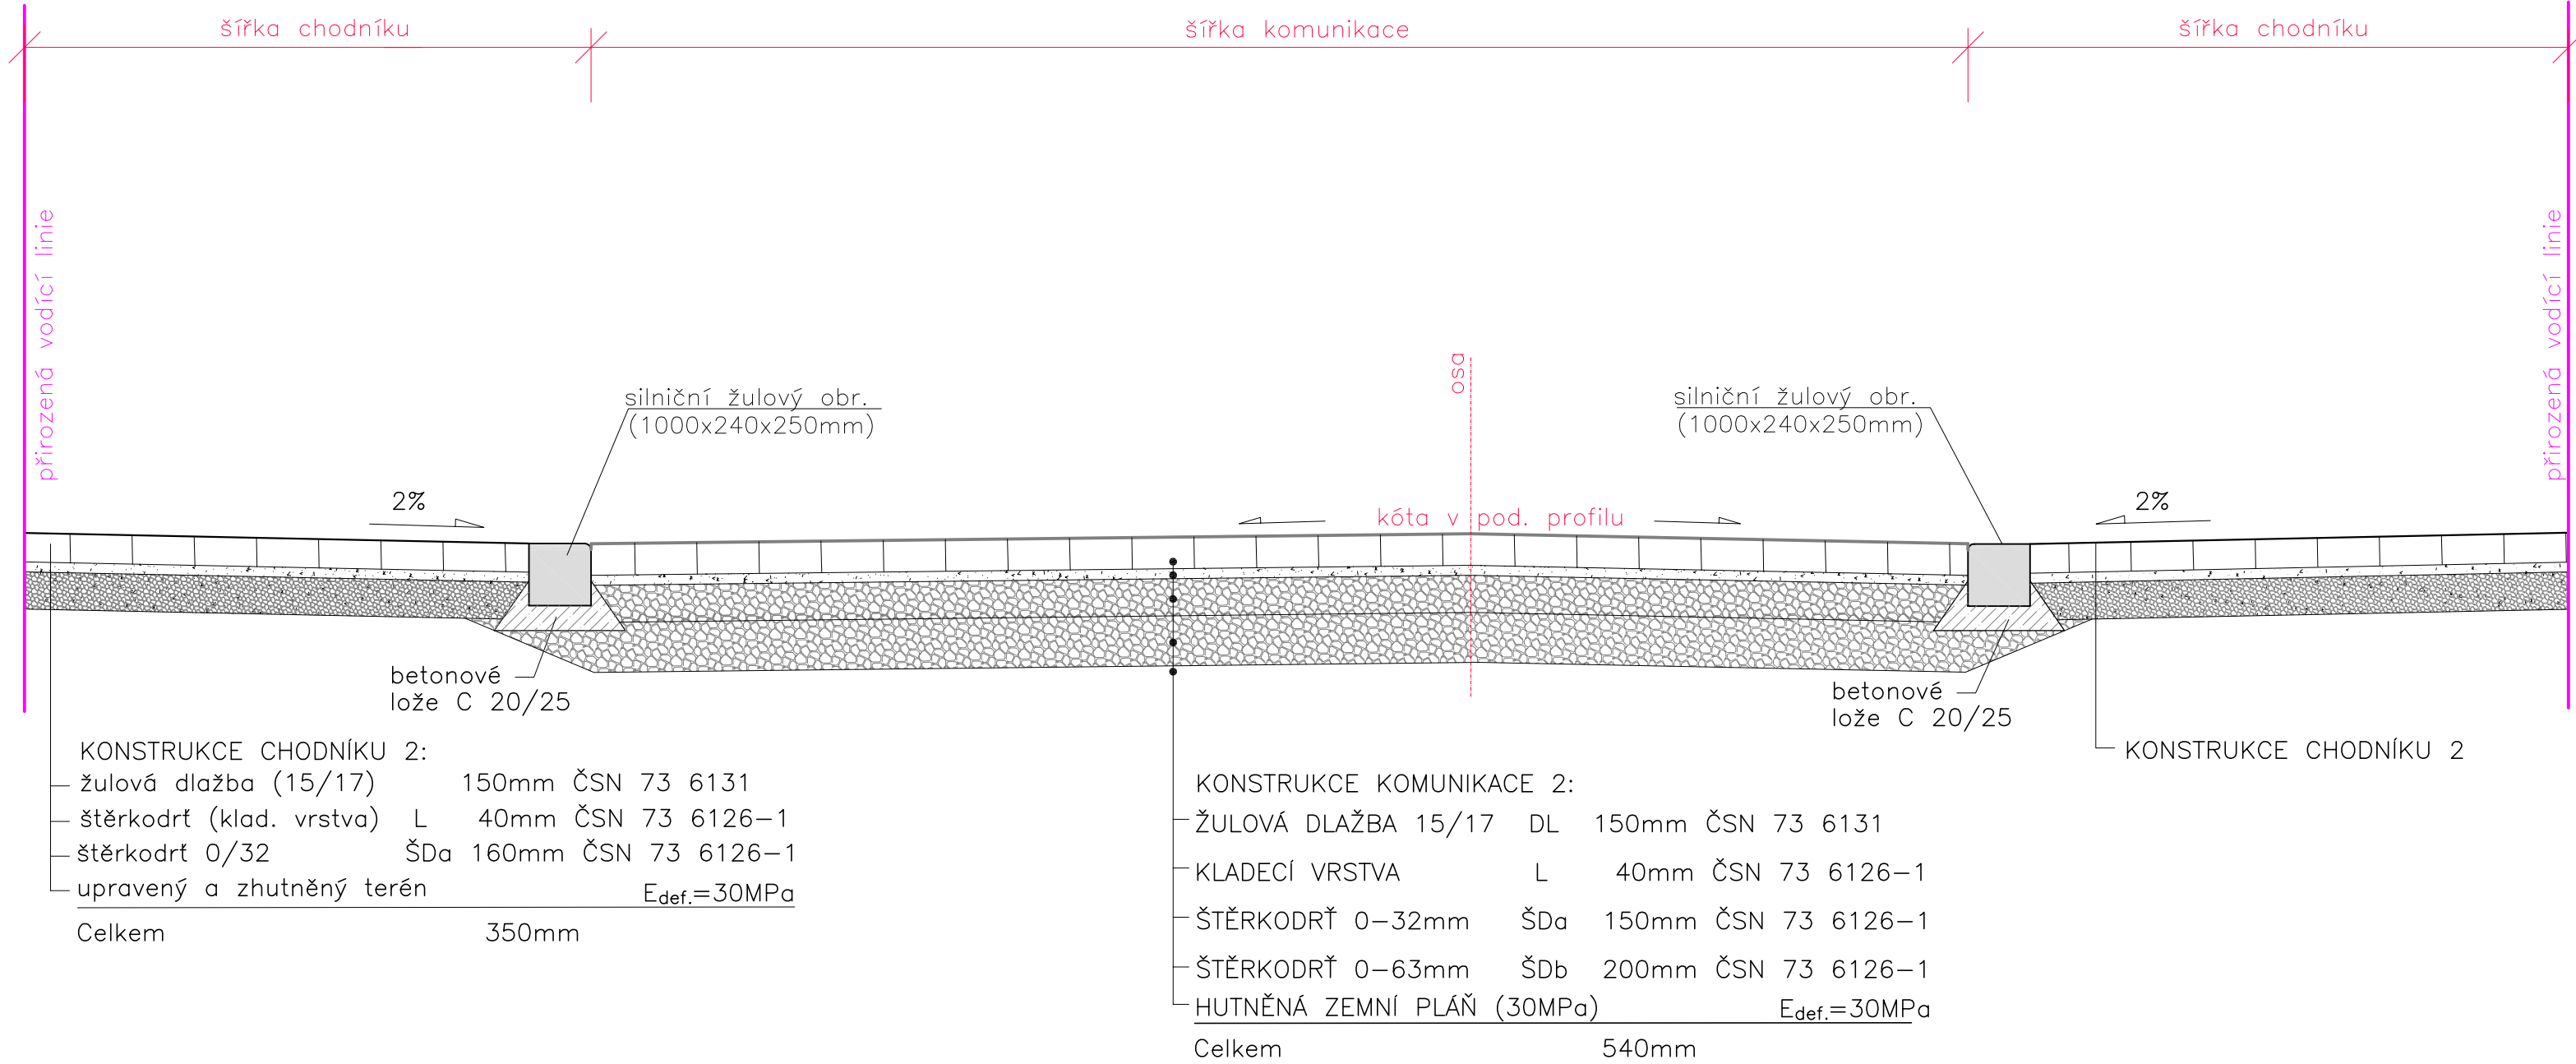 šířka chodníku
šířka komunikace
šířka chodníku
přirozená vodící linie
přirozená vodící linie
osa
silniční žulový obr.
(1000x240x250mm)
silniční žulový obr.
(1000x240x250mm)
2%
kóta v pod. profilu
2%
betonové
lože C 20/25
betonové
lože C 20/25
KONSTRUKCE CHODNÍKU 2:
žulová dlažba (15/17) 150mm ČSN 73 6131
štěrkodrť (klad. vrstva) L 40mm ČSN 73 6126-1
štěrkodrť 0/32 ŠDa 160mm ČSN 73 6126-1
upravený a zhutněný terén Edef.=30MPa
Celkem 350mm
KONSTRUKCE CHODNÍKU 2
KONSTRUKCE KOMUNIKACE 2:
ŽULOVÁ DLAŽBA 15/17 DL 150mm ČSN 73 6131
KLADECÍ VRSTVA L 40mm ČSN 73 6126-1
ŠTĚRKODRŤ 0-32mm ŠDa 150mm ČSN 73 6126-1
ŠTĚRKODRŤ 0-63mm ŠDb 200mm ČSN 73 6126-1
HUTNĚNÁ ZEMNÍ PLÁŇ (30MPa) Edef.=30MPa
Celkem 540mm